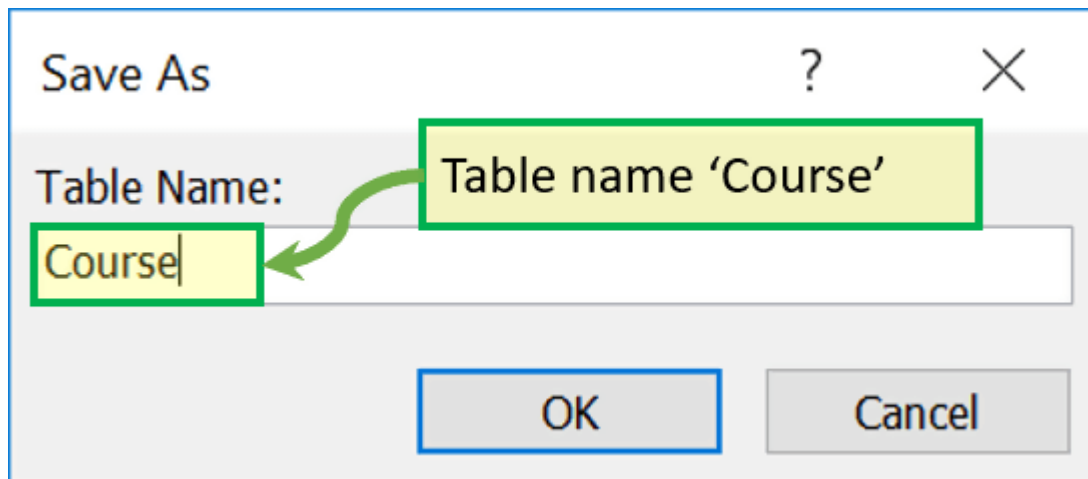 Save As
?
Table Name:
Table name ‘Course’
Course
OK
Cancel